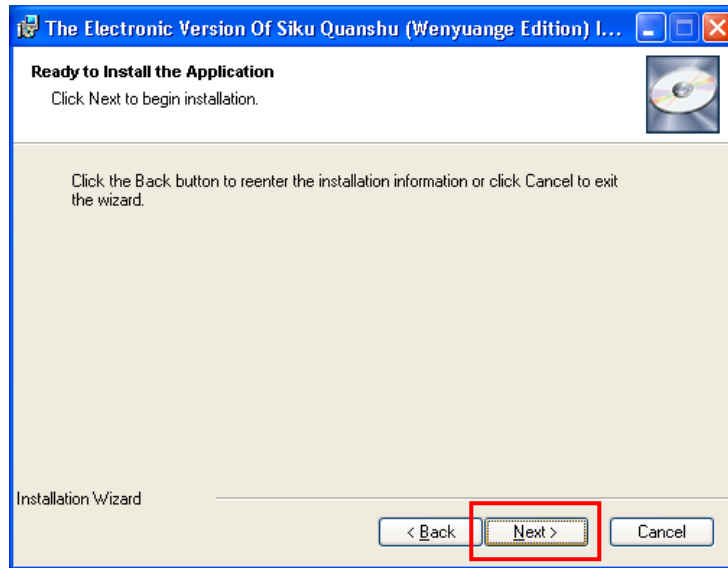 The Electronic Version Of Siku Quanshu (Wenyuange Edition) I...
Ready to Install the Application
Click Next to begin installation.
Click the Back button to reenter the installation information or click Cancel to exit
the wizard.
Installation Wizard
< Back Next > Cancel